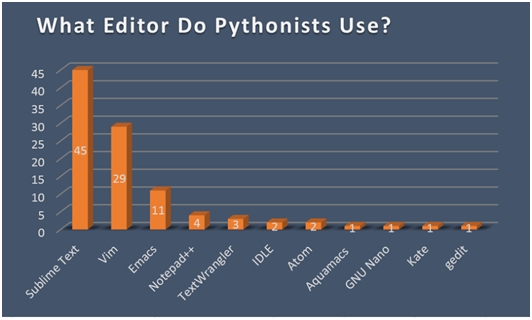 What Editor Do Pythonists Use?
45
40
35
30
25
20
15
10
5
0
45
29
11
4
3
2
2
1
1
1
1
Sublime Text
Vim
Emacs
Notepad++
TextWrangler
IDLE
Atom
Aquamacs
GNU Nano
Kate
gedit